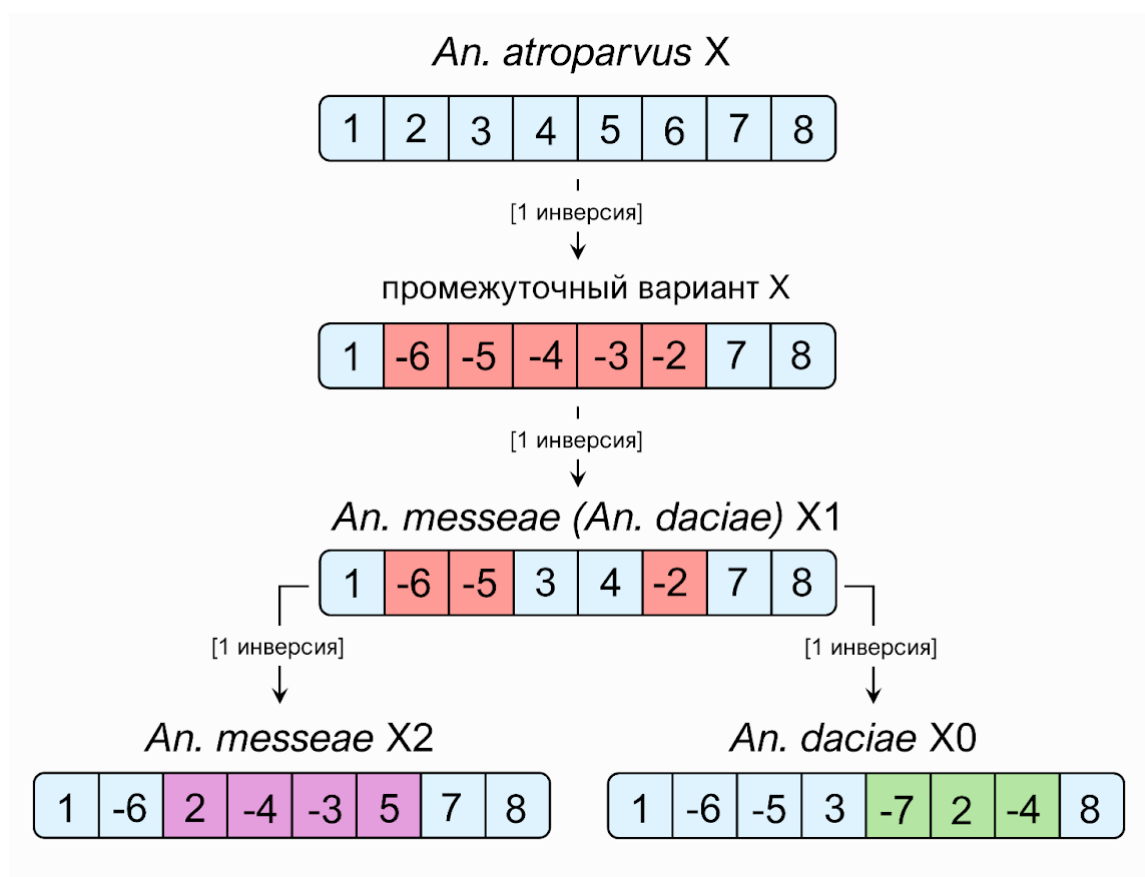 An. atroparvus X
1 2 3 4 5 6 7 8
[1 инверсия]
промежуточный вариант X
1 -6 -5 -4 -3 -2 7 8
[1 инверсия]
An. messeae (An. daciae) X1
1 -6 -5 3 4 -2 7 8
[1 инверсия] [1 инверсия]
An. messeae X2 An. daciae X0
1 -6 2 -4 -3 5 7 8 1 -6 -5 3 -7 2 -4 8